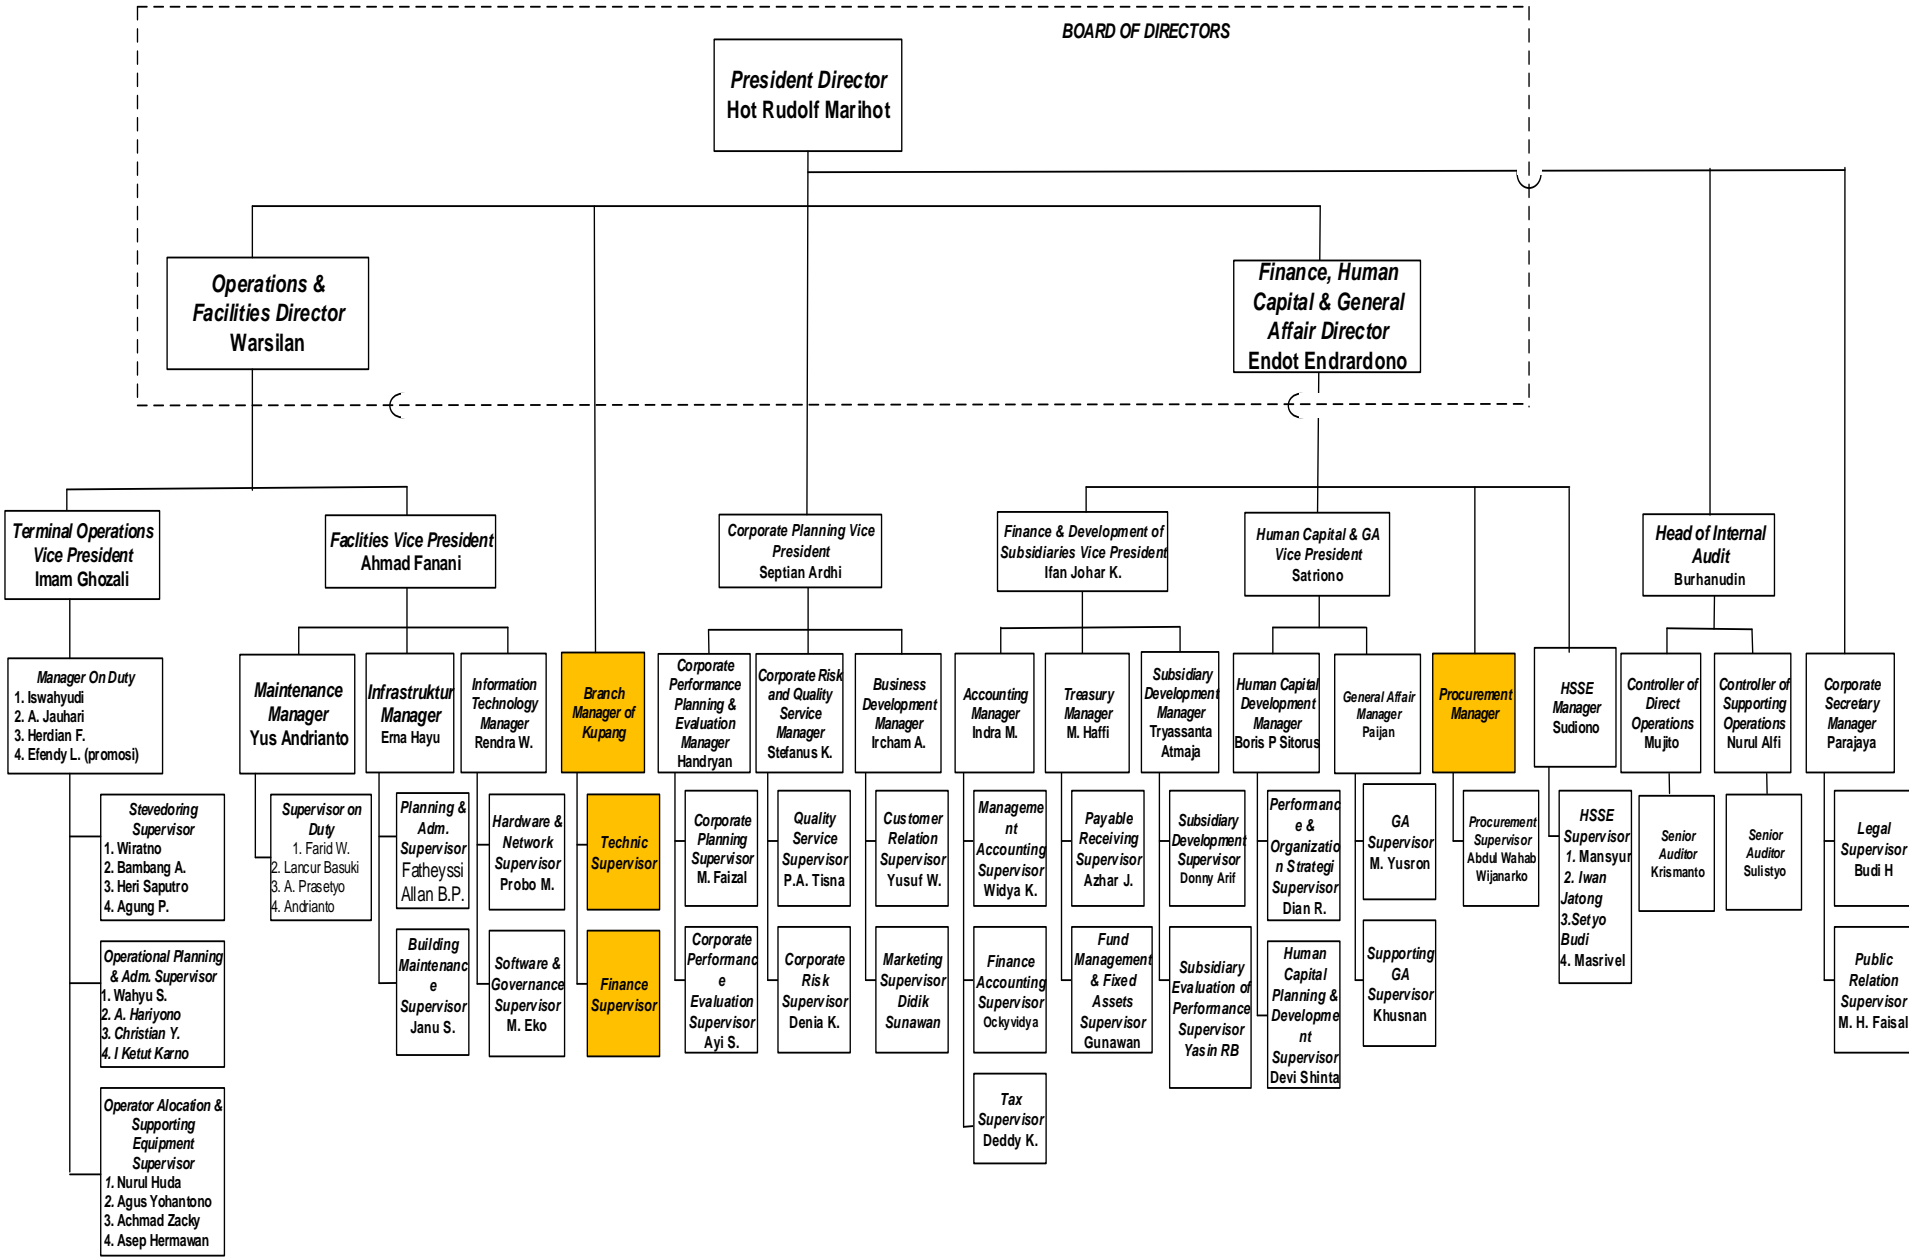 BOARD OF DIRECTORS
President Director
Hot Rudolf Marihot
Operations &
Facilities Director
Warsilan
Finance, Human
Capital & General
Affair Director
Endot Endrardono
Terminal Operations
Vice President
Imam Ghozali
Faclities Vice President
Ahmad Fanani
Corporate Planning Vice
President
Septian Ardhi
Finance & Development of
Subsidiaries Vice President
Ifan Johar K.
Human Capital & GA
Vice President
Satriono
Head of Internal
Audit
Burhanudin
Manager On Duty
1. Iswahyudi
2. A. Jauhari
3. Herdian F.
4. Efendy L. (promosi)
Maintenance
Manager
Yus Andrianto
Infrastruktur
Manager
Erna Hayu
Information
Technology
Manager
Rendra W.
Branch
Manager of
Kupang
Corporate
Performance
Planning &
Evaluation
Manager
Handryan
Corporate Risk
and Quality
Service
Manager
Stefanus K.
Business
Development
Manager
Ircham A.
Accounting
Manager
Indra M.
Treasury
Manager
M. Haffi
Subsidiary
Development
Manager
Tryassanta
Atmaja
Human Capital
Development
Manager
Boris P Sitorus
General Affair
Manager
Paijan
Procurement
Manager
HSSE
Manager
Sudiono
Controller of
Direct
Operations
Mujito
Controller of
Supporting
Operations
Nurul Alfi
Corporate
Secretary
Manager
Parajaya
Stevedoring
Supervisor
1. Wiratno
2. Bambang A.
3. Heri Saputro
4. Agung P.
Supervisor on
Duty
1. Farid W.
2. Lancur Basuki
3. A. Prasetyo
4. Andrianto
Planning &
Adm.
Supervisor
Fatheyssi
Allan B.P.
Hardware &
Network
Supervisor
Probo M.
Technic
Supervisor
Corporate
Planning
Supervisor
M. Faizal
Quality
Service
Supervisor
P.A. Tisna
Customer
Relation
Supervisor
Yusuf W.
Manageme
nt
Accounting
Supervisor
Widya K.
Payable
Receiving
Supervisor
Azhar J.
Subsidiary
Development
Supervisor
Donny Arif
Performanc
e &
Organizatio
n Strategi
Supervisor
Dian R.
GA
Supervisor
M. Yusron
Procurement
Supervisor
Abdul Wahab
Wijanarko
HSSE
Supervisor
1. Mansyur
2. Iwan
Jatong
3.Setyo
Budi
4. Masrivel
Senior
Auditor
Krismanto
Senior
Auditor
Sulistyo
Legal
Supervisor
Budi H
Operational Planning
& Adm. Supervisor
1. Wahyu S.
2. A. Hariyono
3. Christian Y.
4. I Ketut Karno
Building
Maintenanc
e
Supervisor
Janu S.
Software &
Governance
Supervisor
M. Eko
Finance
Supervisor
Corporate
Performanc
e
Evaluation
Supervisor
Ayi S.
Corporate
Risk
Supervisor
Denia K.
Marketing
Supervisor
Didik
Sunawan
Finance
Accounting
Supervisor
Ockyvidya
Fund
Management
& Fixed
Assets
Supervisor
Gunawan
Subsidiary
Evaluation of
Performance
Supervisor
Yasin RB
Human
Capital
Planning &
Developme
nt
Supervisor
Devi Shinta
Supporting
GA
Supervisor
Khusnan
Public
Relation
Supervisor
M. H. Faisal
Operator Alocation &
Supporting
Equipment
Supervisor
1. Nurul Huda
2. Agus Yohantono
3. Achmad Zacky
4. Asep Hermawan
Tax
Supervisor
Deddy K.